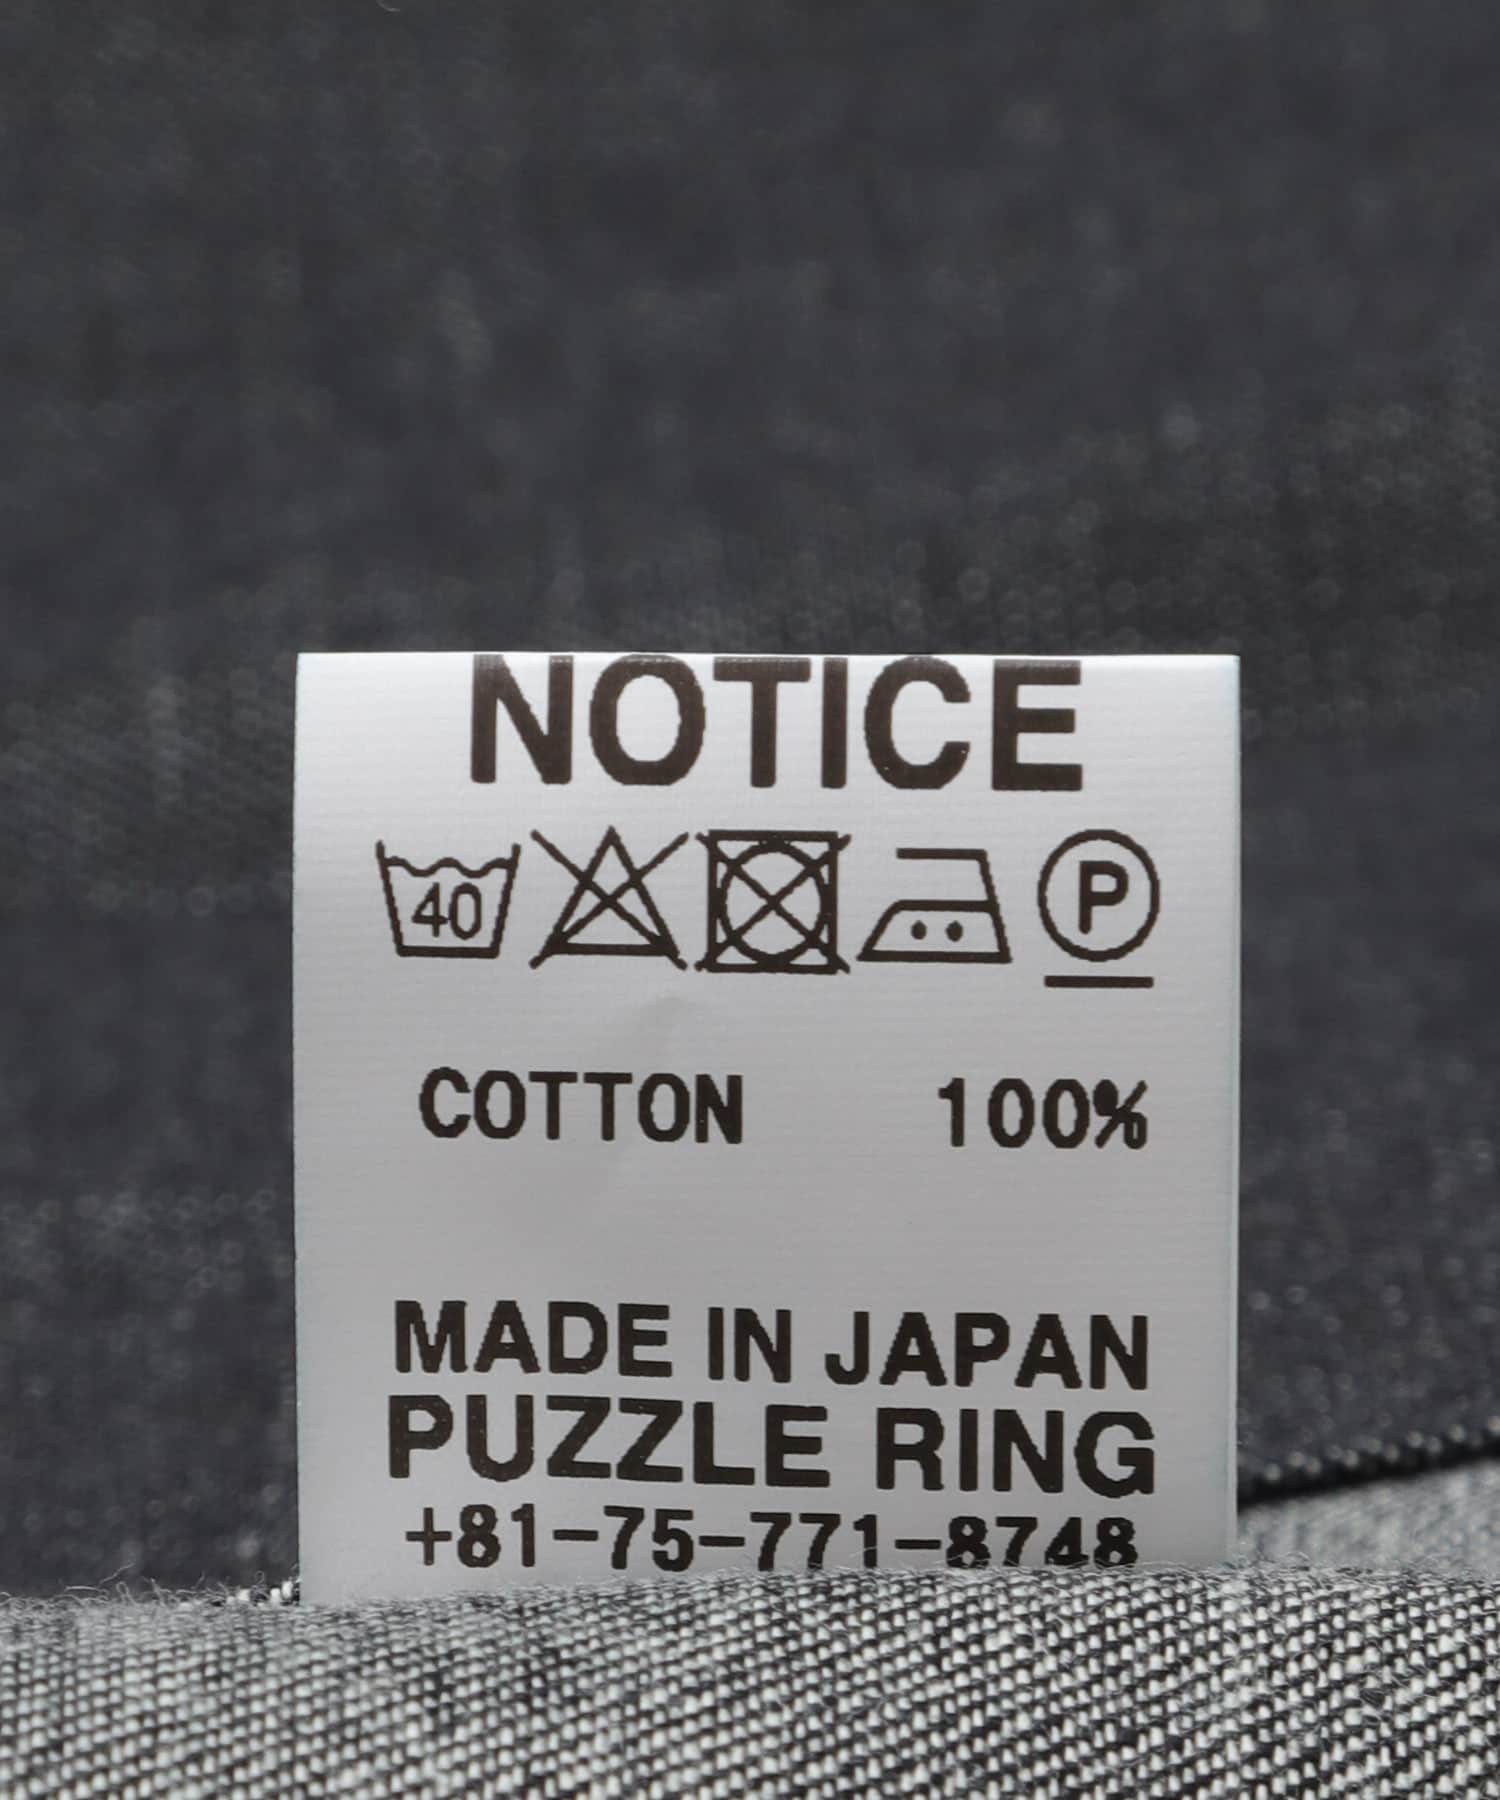 NOTICE
40 P
COTTON 100%
MADE IN JAPAN
PUZZLE RING
+81-75-771-8748